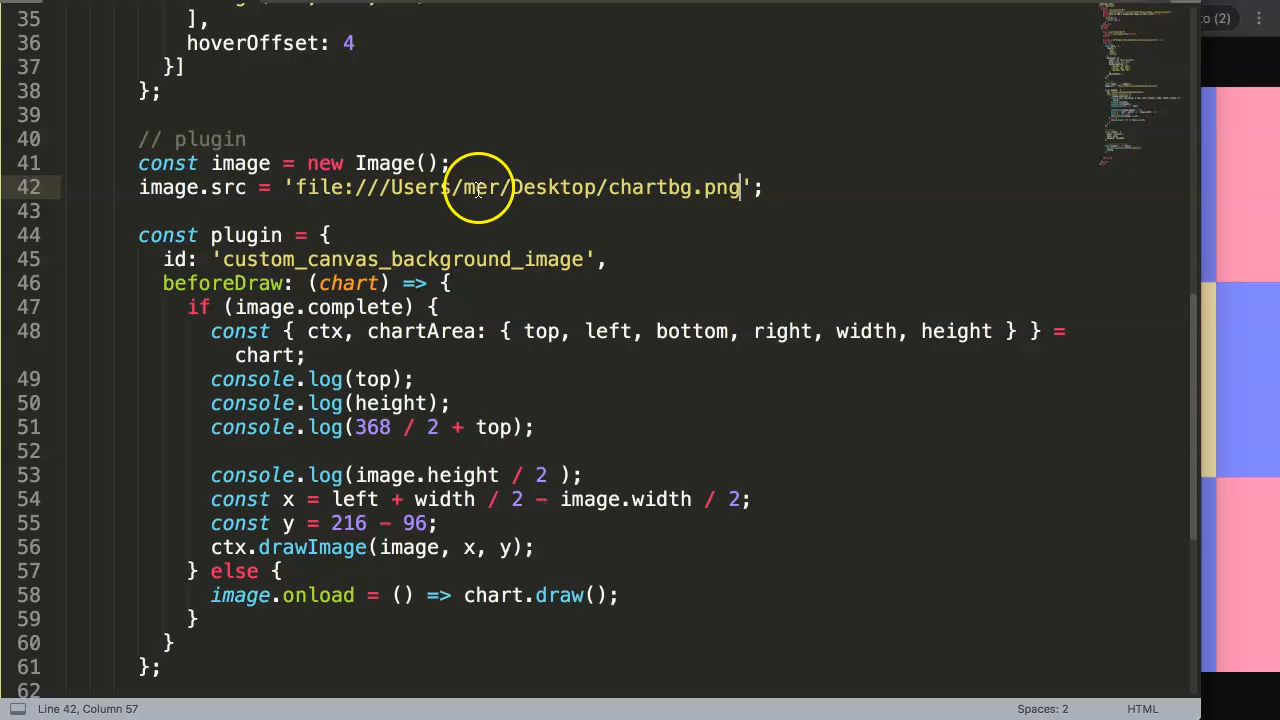 35 ],
36 hoverOffset: 4
37 }]
38 };
39
40 // plugin
41 const image = new Image();
42 image.src = 'file:///Users/mer/Desktop/chartbg.png';
43
44 const plugin = {
45 id: 'custom_canvas_background_image',
46 beforeDraw: (chart) => {
47 if (image.complete) {
48 const { ctx, chartArea: { top, left, bottom, right, width, height } } =
chart;
49 console.log(top);
50 console.log(height);
51 console.log(368 / 2 + top);
52
53 console.log(image.height / 2 );
54 const x = left + width / 2 - image.width / 2;
55 const y = 216 - 96;
56 ctx.drawImage(image, x, y);
57 } else {
58 image.onload = () => chart.draw();
59 }
60 }
61 };
62
to (2)
Line 42, Column 57
Spaces: 2
HTML